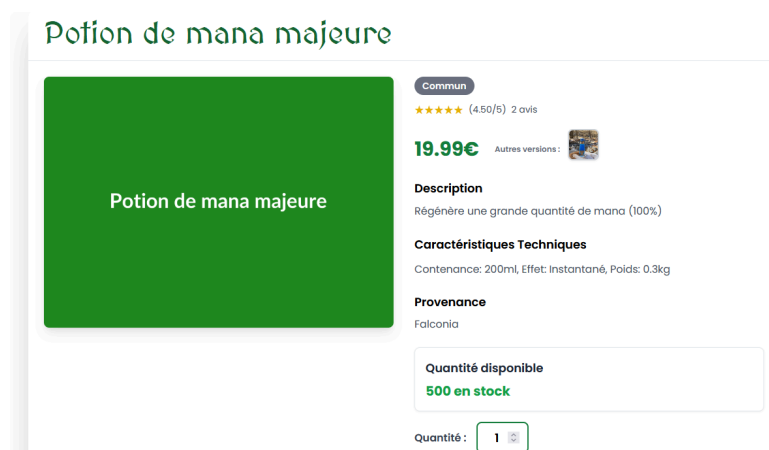 Potion de mana majeure
Potion de mana majeure
Commun
★★★★★ (4.50/5) 2 avis
19.99€ Autres versions :
Description
Régénère une grande quantité de mana (100%)
Caractéristiques Techniques
Contenance: 200ml, Effet: Instantané, Poids: 0.3kg
Provenance
Falconia
Quantité disponible
500 en stock
Quantité : 1